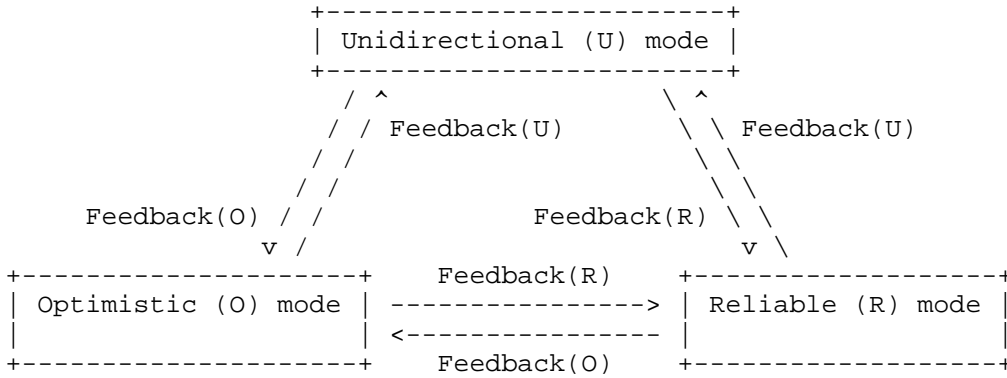 Unidirectional (U) mode
Feedback(U) Feedback(U)
Feedback(O) Feedback(R)
Feedback(R)
Optimistic (O) mode Reliable (R) mode
Feedback(O)